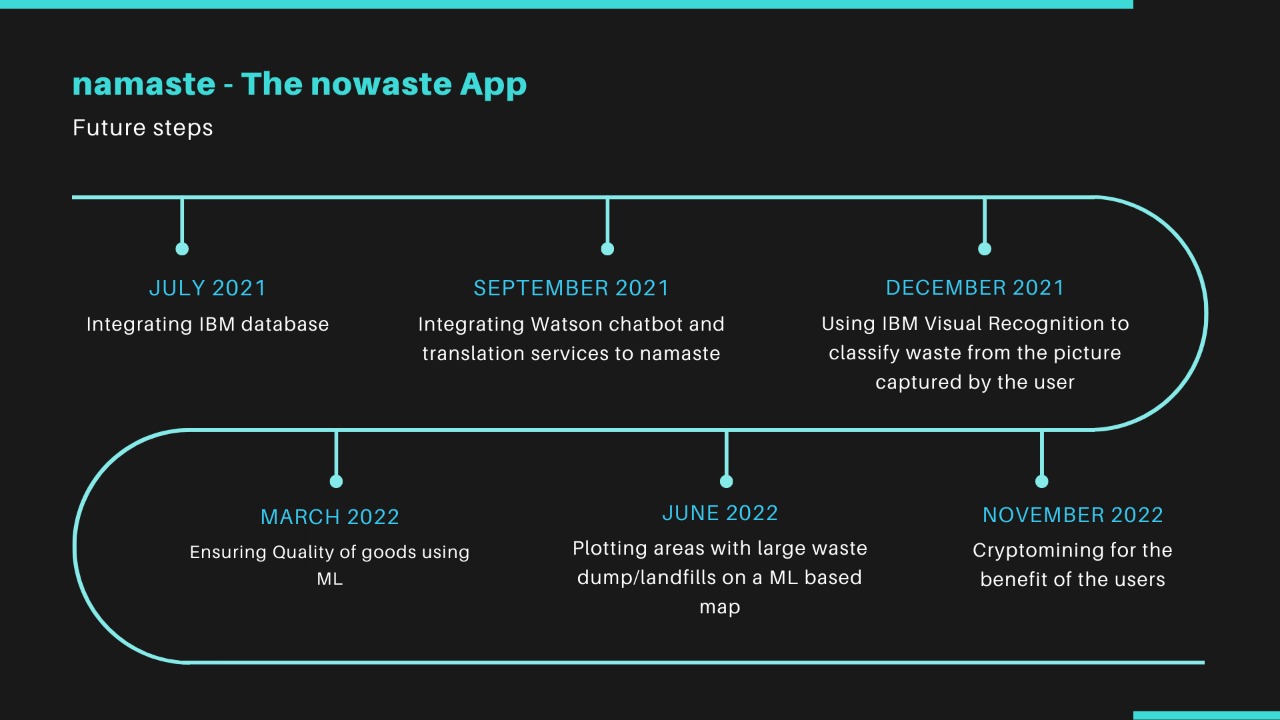 namaste - The nowaste App
Future steps
JULY 2021
Integrating IBM database
SEPTEMBER 2021
Integrating Watson chatbot and
translation services to namaste
DECEMBER 2021
Using IBM Visual Recognition to
classify waste from the picture
captured by the user
MARCH 2022
Ensuring Quality of goods using
ML
JUNE 2022
Plotting areas with large waste
dump/landfills on a ML based
map
NOVEMBER 2022
Cryptomining for the
benefit of the users